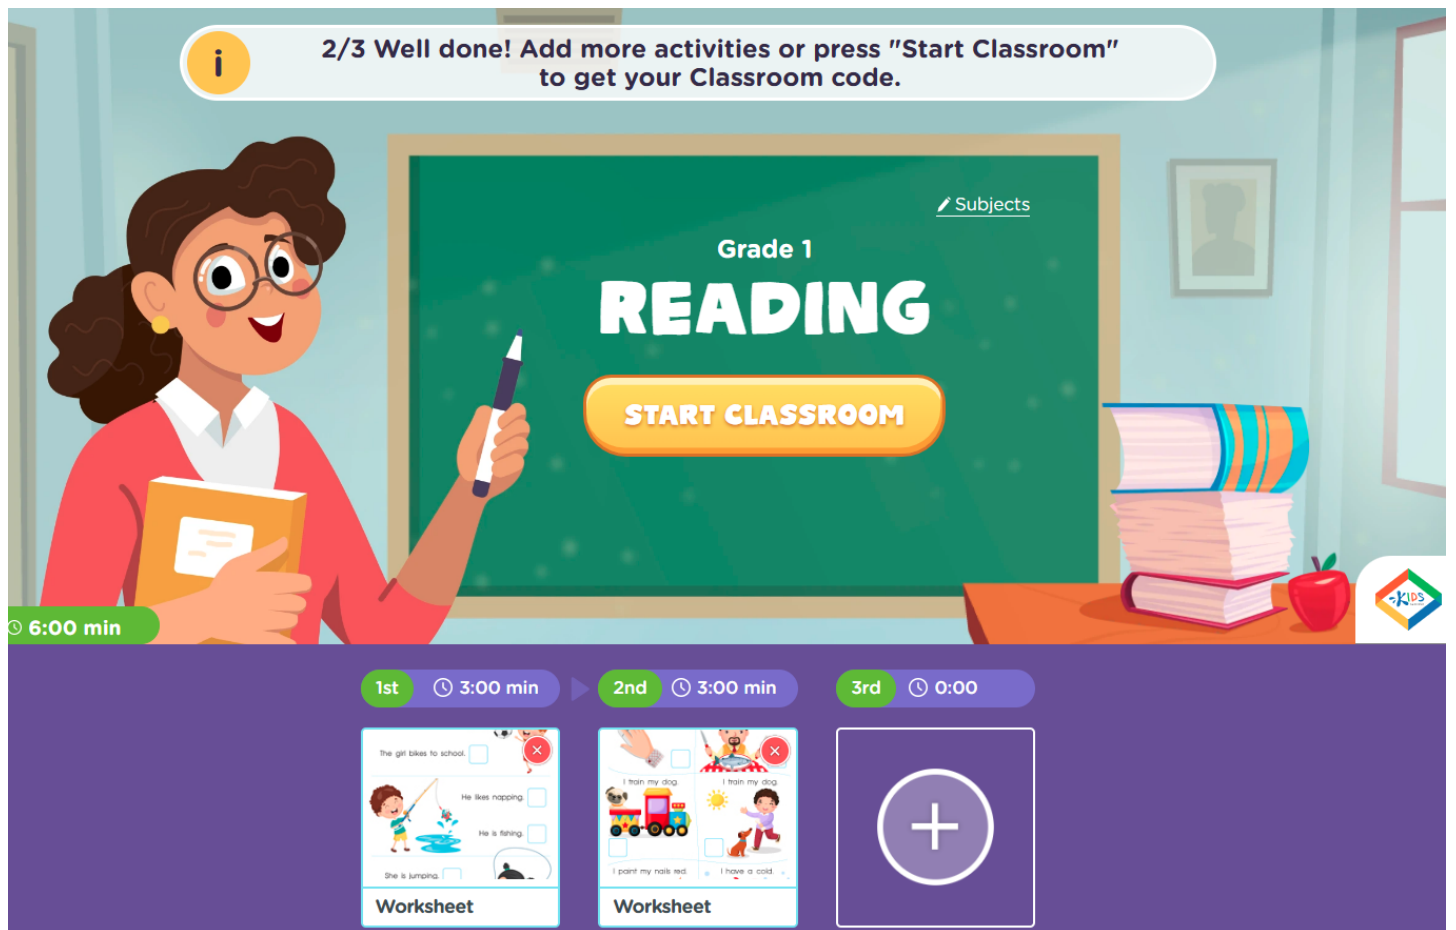 2/3 Well done! Add more activities or press "Start Classroom"
to get your Classroom code.
Subjects
Grade 1
READING
START CLASSROOM
KIDS
6:00 min
1st 3:00 min
2nd 3:00 min
3rd 0:00
The girl bikes to school.
He likes napping.
He is fishing.
She is jumping.
Worksheet
I train my dog.
I train my dog.
I paint my nails red.
I have a cold.
Worksheet